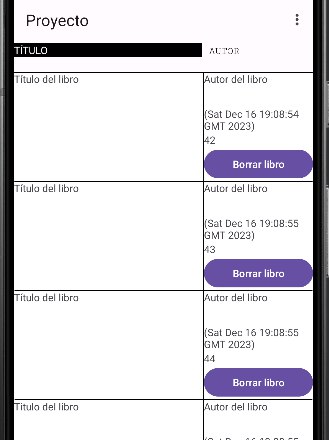 Proyecto
TÍTULO AUTOR
Título del libro Autor del libro
(Sat Dec 16 19:08:54
GMT 2023)
42
Borrar libro
Título del libro Autor del libro
(Sat Dec 16 19:08:55
GMT 2023)
43
Borrar libro
Título del libro Autor del libro
(Sat Dec 16 19:08:55
GMT 2023)
44
Borrar libro
Título del libro Autor del libro